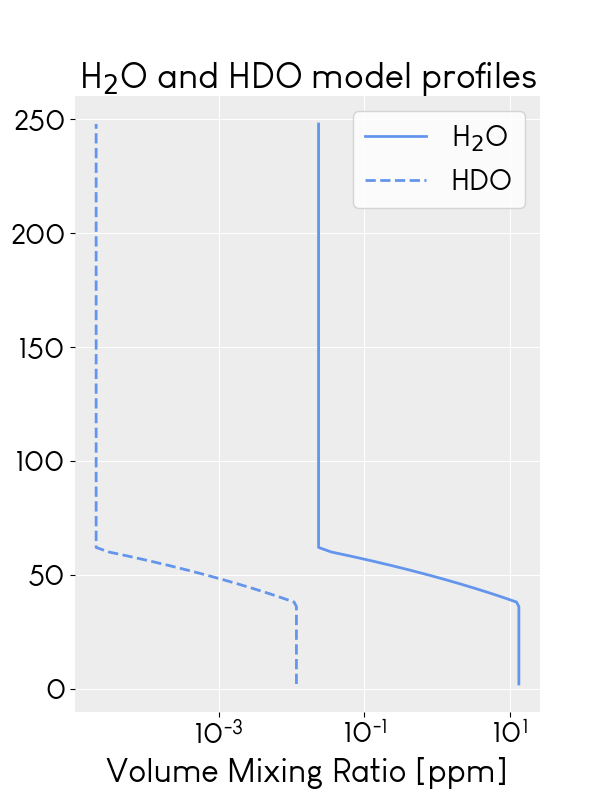 H₂O and HDO model profiles
H₂O
HDO
250
200
150
100
50
0
10⁻³ 10⁻¹ 10¹
Volume Mixing Ratio [ppm]